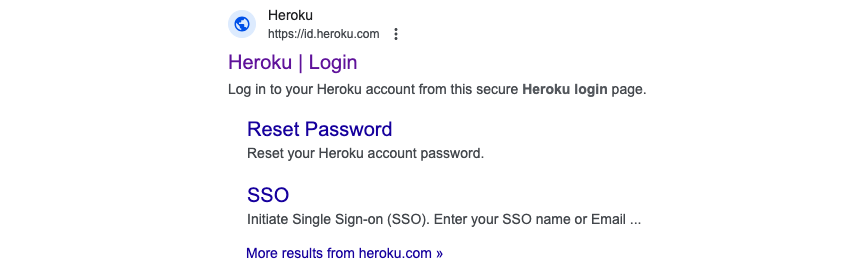 Heroku
https://id.heroku.com
Heroku | Login
Log in to your Heroku account from this secure Heroku login page.
Reset Password
Reset your Heroku account password.
SSO
Initiate Single Sign-on (SSO). Enter your SSO name or Email ...
More results from heroku.com »